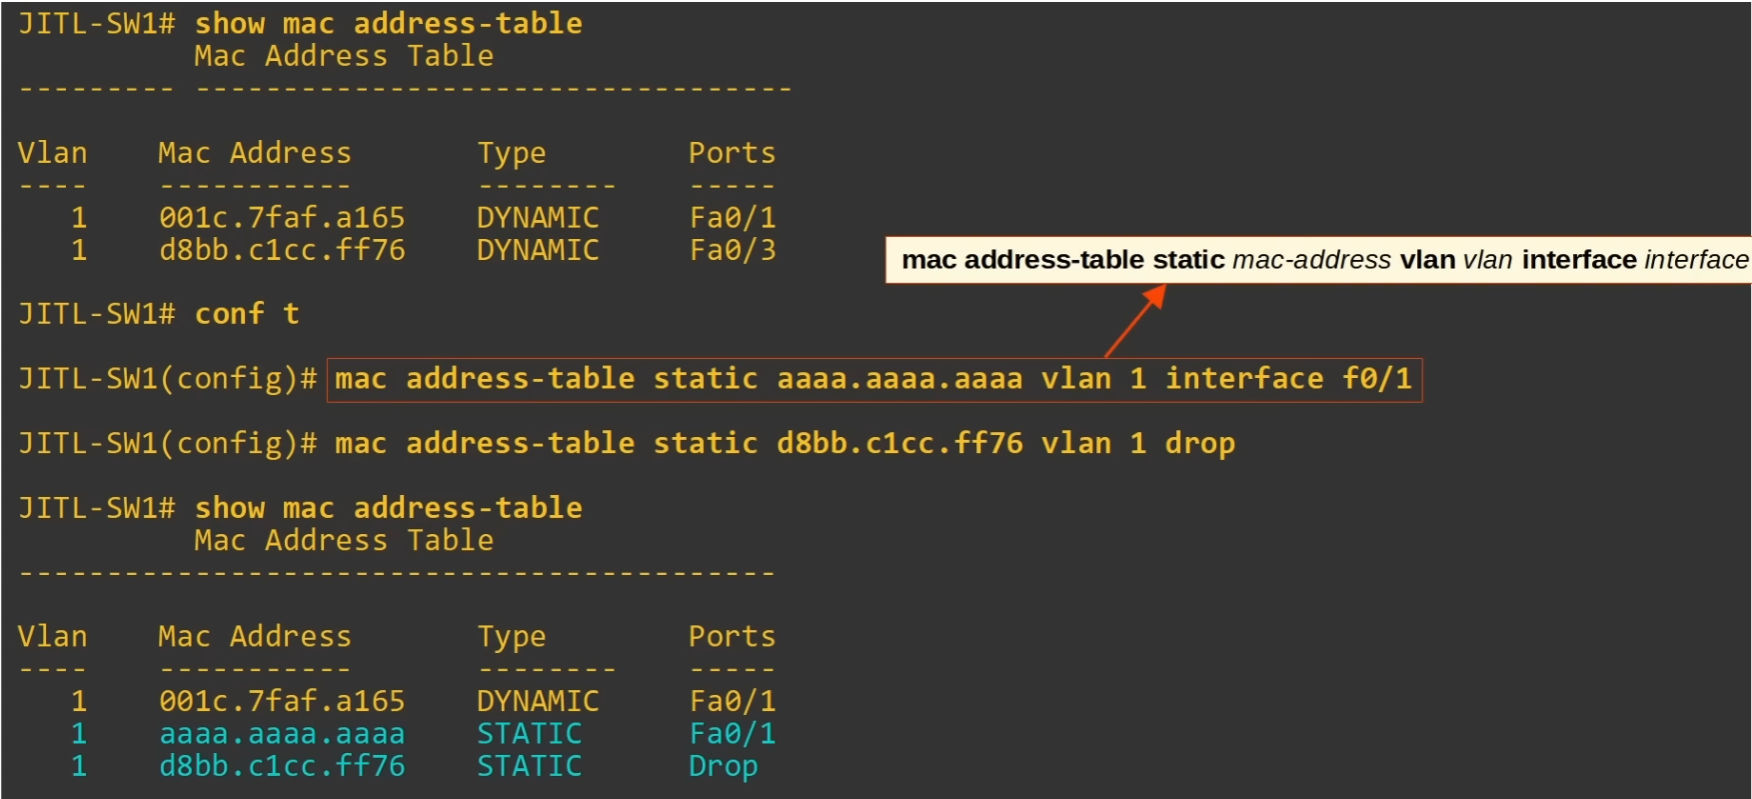 JITL-SW1# show mac address-table
Mac Address Table
--------- ----------------------------------
Vlan Mac Address Type Ports
---- ----------- -------- -----
1 001c.7faf.a165 DYNAMIC Fa0/1
1 d8bb.c1cc.ff76 DYNAMIC Fa0/3
mac address-table static mac-address vlan vlan interface interface
JITL-SW1# conf t
JITL-SW1(config)# mac address-table static aaaa.aaaa.aaaa vlan 1 interface f0/1
JITL-SW1(config)# mac address-table static d8bb.c1cc.ff76 vlan 1 drop
JITL-SW1# show mac address-table
Mac Address Table
-------------------------------------------
Vlan Mac Address Type Ports
---- ----------- -------- -----
1 001c.7faf.a165 DYNAMIC Fa0/1
1 aaaa.aaaa.aaaa STATIC Fa0/1
1 d8bb.c1cc.ff76 STATIC Drop